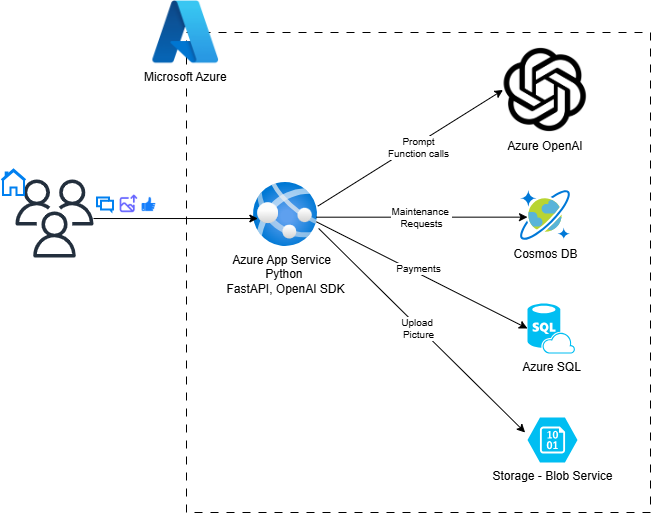 Microsoft Azure
Prompt
Function calls
Azure OpenAI
Maintenance
Requests
Cosmos DB
Azure App Service
Python
FastAPI, OpenAI SDK
Payments
SQL
Azure SQL
Upload
Picture
10
01
Storage - Blob Service